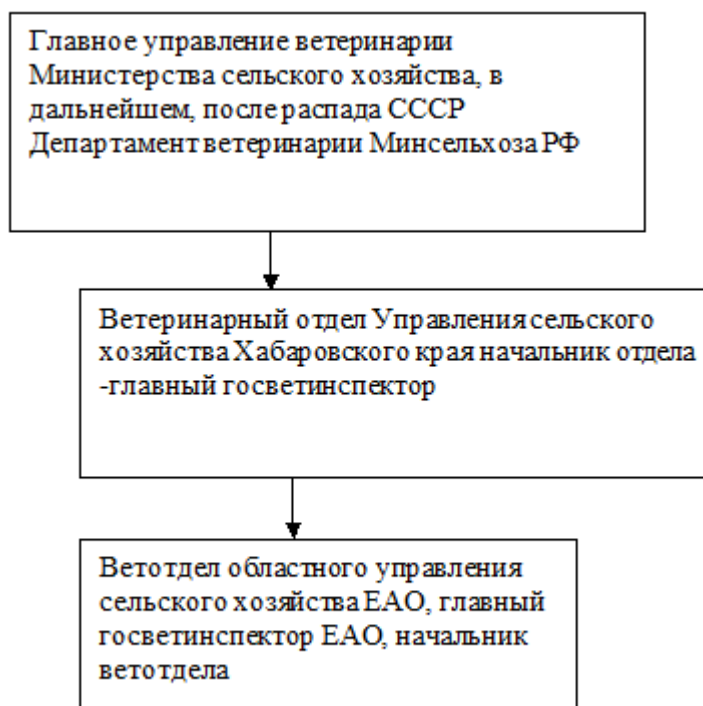 Главное управление ветеринарии
Министерства сельского хозяйства, в
дальнейшем, после распада СССР
Департамент ветеринарии Минсельхоза РФ
Ветеринарный отдел Управления сельского
хозяйства Хабаровского края начальник отдела
-главный госветинспектор
Ветотдел областного управления
сельского хозяйства ЕАО, главный
госветинспектор ЕАО, начальник
ветотдела